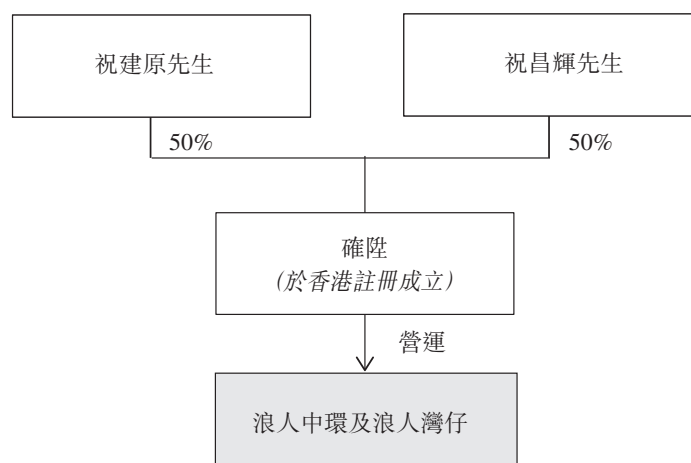 祝建原先生
祝昌輝先生
50%
50%
確陞
(於香港註冊成立)
營運
浪人中環及浪人灣仔